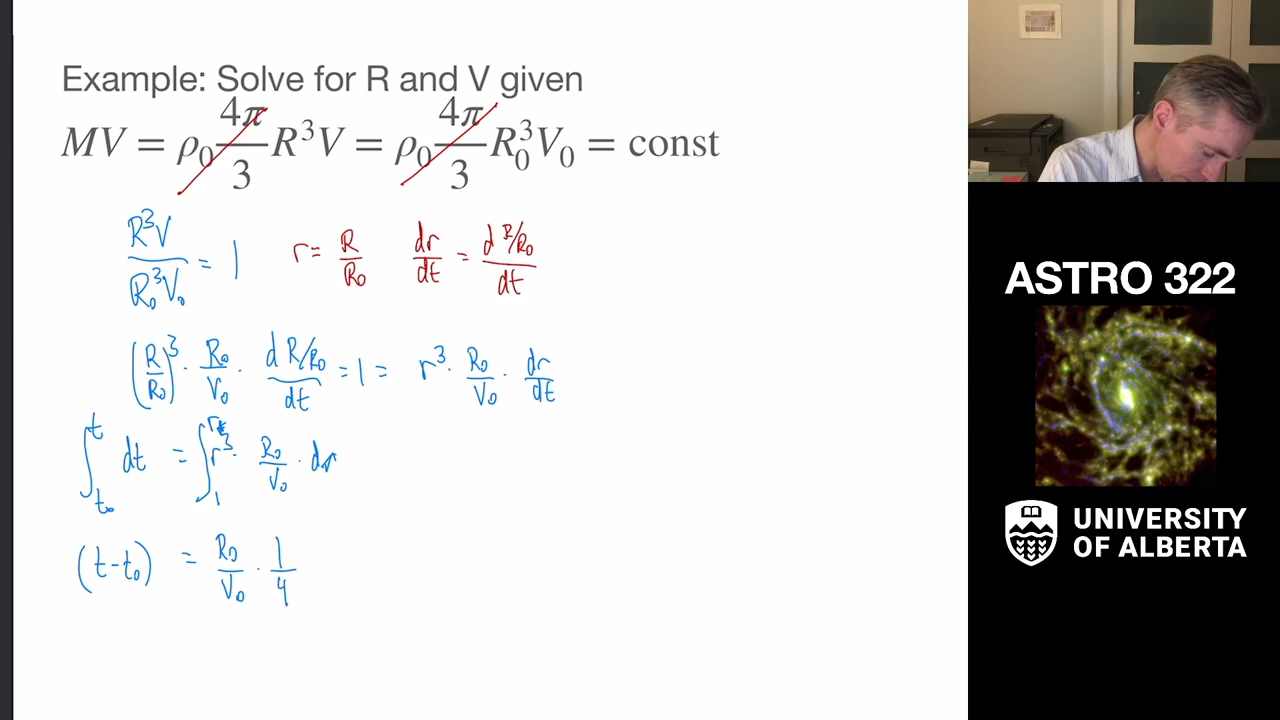 Example: Solve for R and V given
MV = ρ₀ 4π/3 R³V = ρ₀ 4π/3 R₀³V₀ = const
R³V / R₀³V₀ = 1 r = R/R₀ dr/dt = d R/R₀ / dt
(R/R₀)³ · R₀/V₀ · d R/R₀ / dt = 1 = r³ · R₀/V₀ · dr/dt
∫ t₀ t dt = ∫ 1 r³ · R₀/V₀ · dr
(t - t₀) = R₀/V₀ · 1/4
ASTRO 322
UNIVERSITY
OF ALBERTA